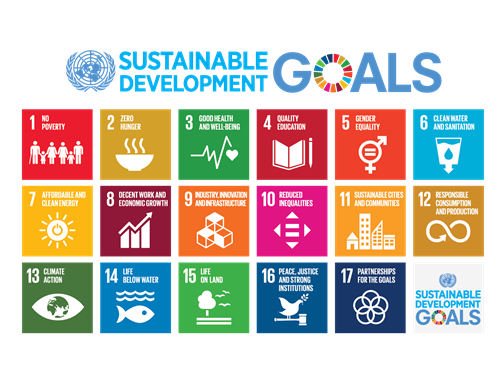 SUSTAINABLE
DEVELOPMENT
GOALS
1 NO
POVERTY
2 ZERO
HUNGER
3 GOOD HEALTH
AND WELL-BEING
4 QUALITY
EDUCATION
5 GENDER
EQUALITY
6 CLEAN WATER
AND SANITATION
7 AFFORDABLE AND
CLEAN ENERGY
8 DECENT WORK AND
ECONOMIC GROWTH
9 INDUSTRY, INNOVATION
AND INFRASTRUCTURE
10 REDUCED
INEQUALITIES
11 SUSTAINABLE CITIES
AND COMMUNITIES
12 RESPONSIBLE
CONSUMPTION
AND PRODUCTION
13 CLIMATE
ACTION
14 LIFE
BELOW WATER
15 LIFE
ON LAND
16 PEACE, JUSTICE
AND STRONG
INSTITUTIONS
17 PARTNERSHIPS
FOR THE GOALS
SUSTAINABLE
DEVELOPMENT
GOALS